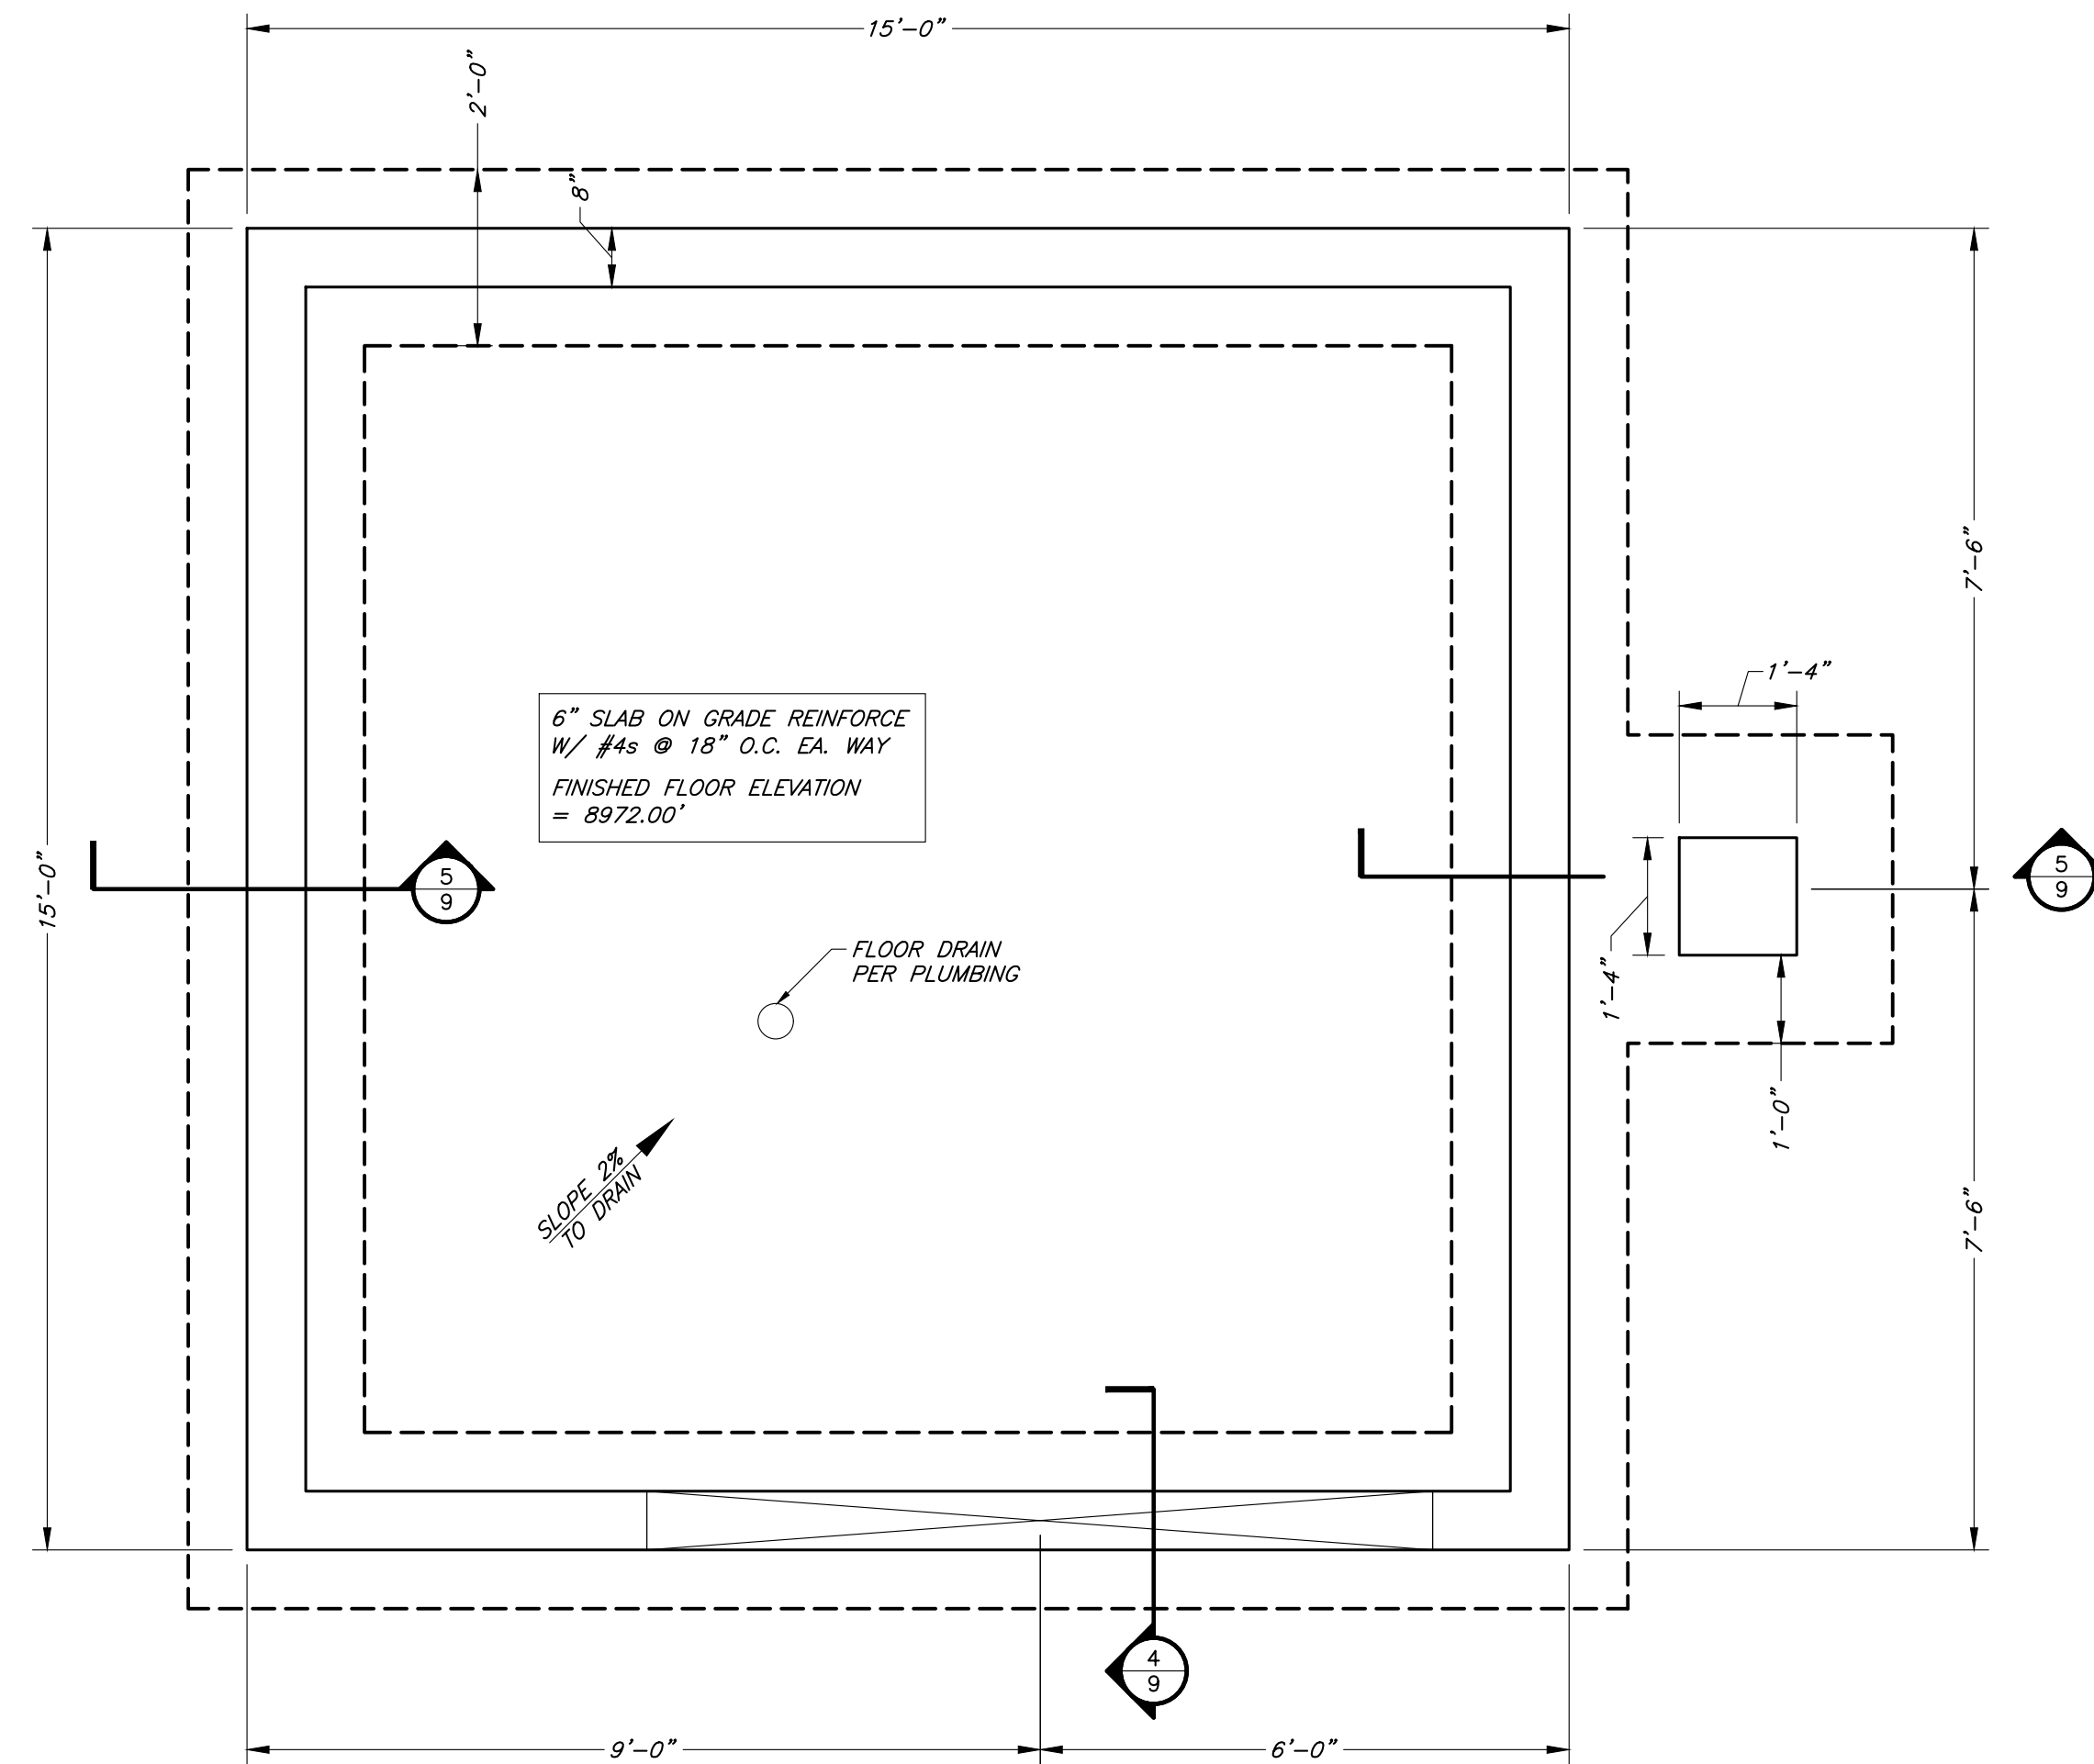 15'-0"
2'-0"
8"
7'-6"
1'-4"
6" SLAB ON GRADE REINFORCE
W/ #4s @ 18" O.C. EA. WAY
FINISHED FLOOR ELEVATION
= 8972.00'
15'-0"
5
9
5
9
FLOOR DRAIN
PER PLUMBING
1'-4"
1'-0"
SLOPE 2%
TO DRAIN
7'-6"
4
9
9'-0"
6'-0"